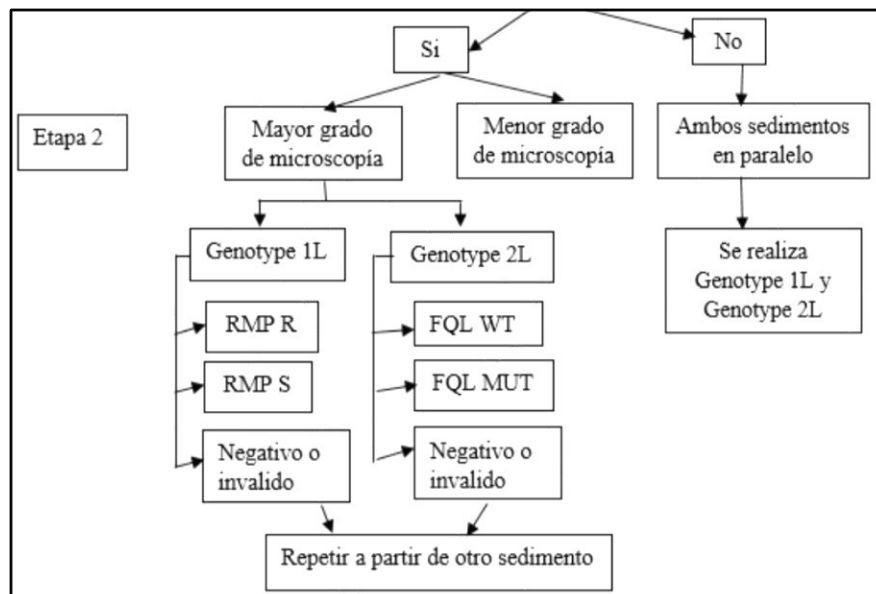 Si
No
Etapa 2
Mayor grado
de microscopía
Menor grado
de microscopía
Ambos sedimentos
en paralelo
Genotype 1L
Genotype 2L
Se realiza
Genotype 1L y
Genotype 2L
RMP R
FQL WT
RMP S
FQL MUT
Negativo o
invalido
Negativo o
invalido
Repetir a partir de otro sedimento